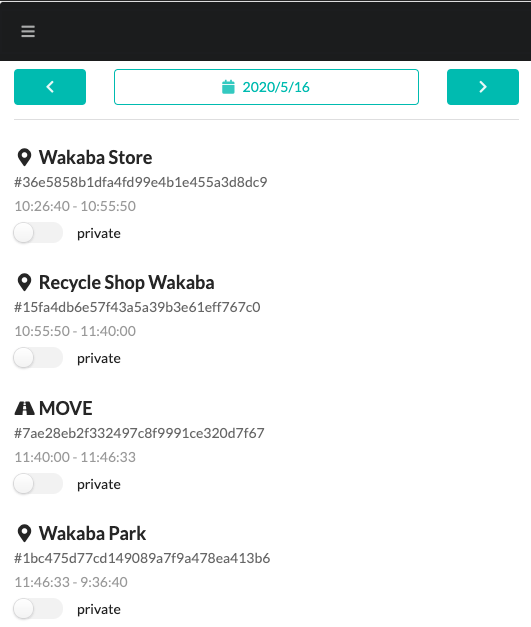 2020/5/16
Wakaba Store
#36e5858b1dfa4fd99e4b1e455a3d8dc9
10:26:40 - 10:55:50
private
Recycle Shop Wakaba
#15fa4db6e57f43a5a39b3e61eff767c0
10:55:50 - 11:40:00
private
MOVE
#7ae28eb2f332497c8f9991ce320d7f67
11:40:00 - 11:46:33
private
Wakaba Park
#1bc475d77cd149089a7f9a478ea413b6
11:46:33 - 9:36:40
private